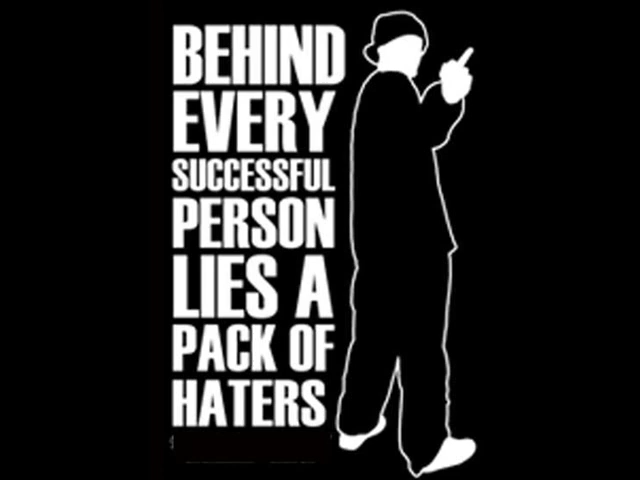 BEHIND
EVERY
SUCCESSFUL
PERSON
LIES A
PACK OF
HATERS